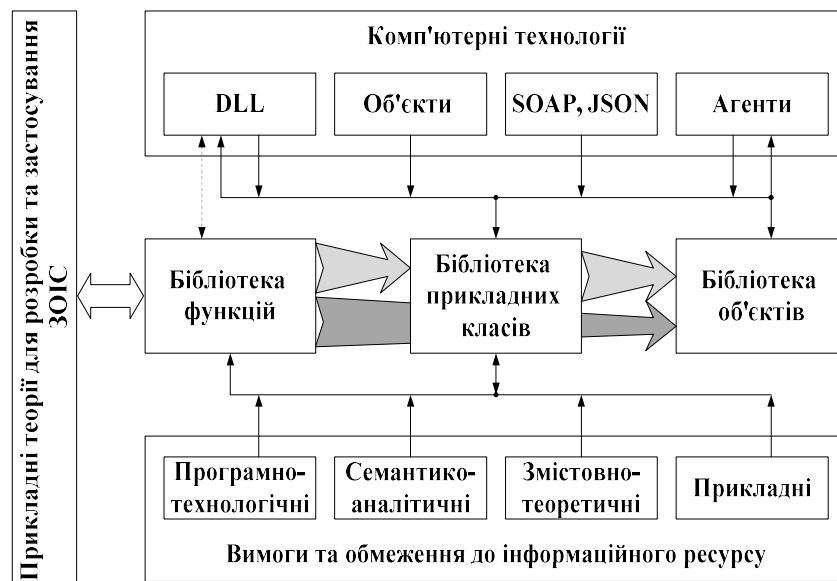 Прикладні теорії для розробки та застосування
ЗОІС
Комп'ютерні технології
DLL
Об'єкти
SOAP, JSON
Агенти
Бібліотека
функцій
Бібліотека
прикладних
класів
Бібліотека
об'єктів
Програмно-
технологічні
Семантико-
аналітичні
Змістовно-
теоретичні
Прикладні
Вимоги та обмеження до інформаційного ресурсу